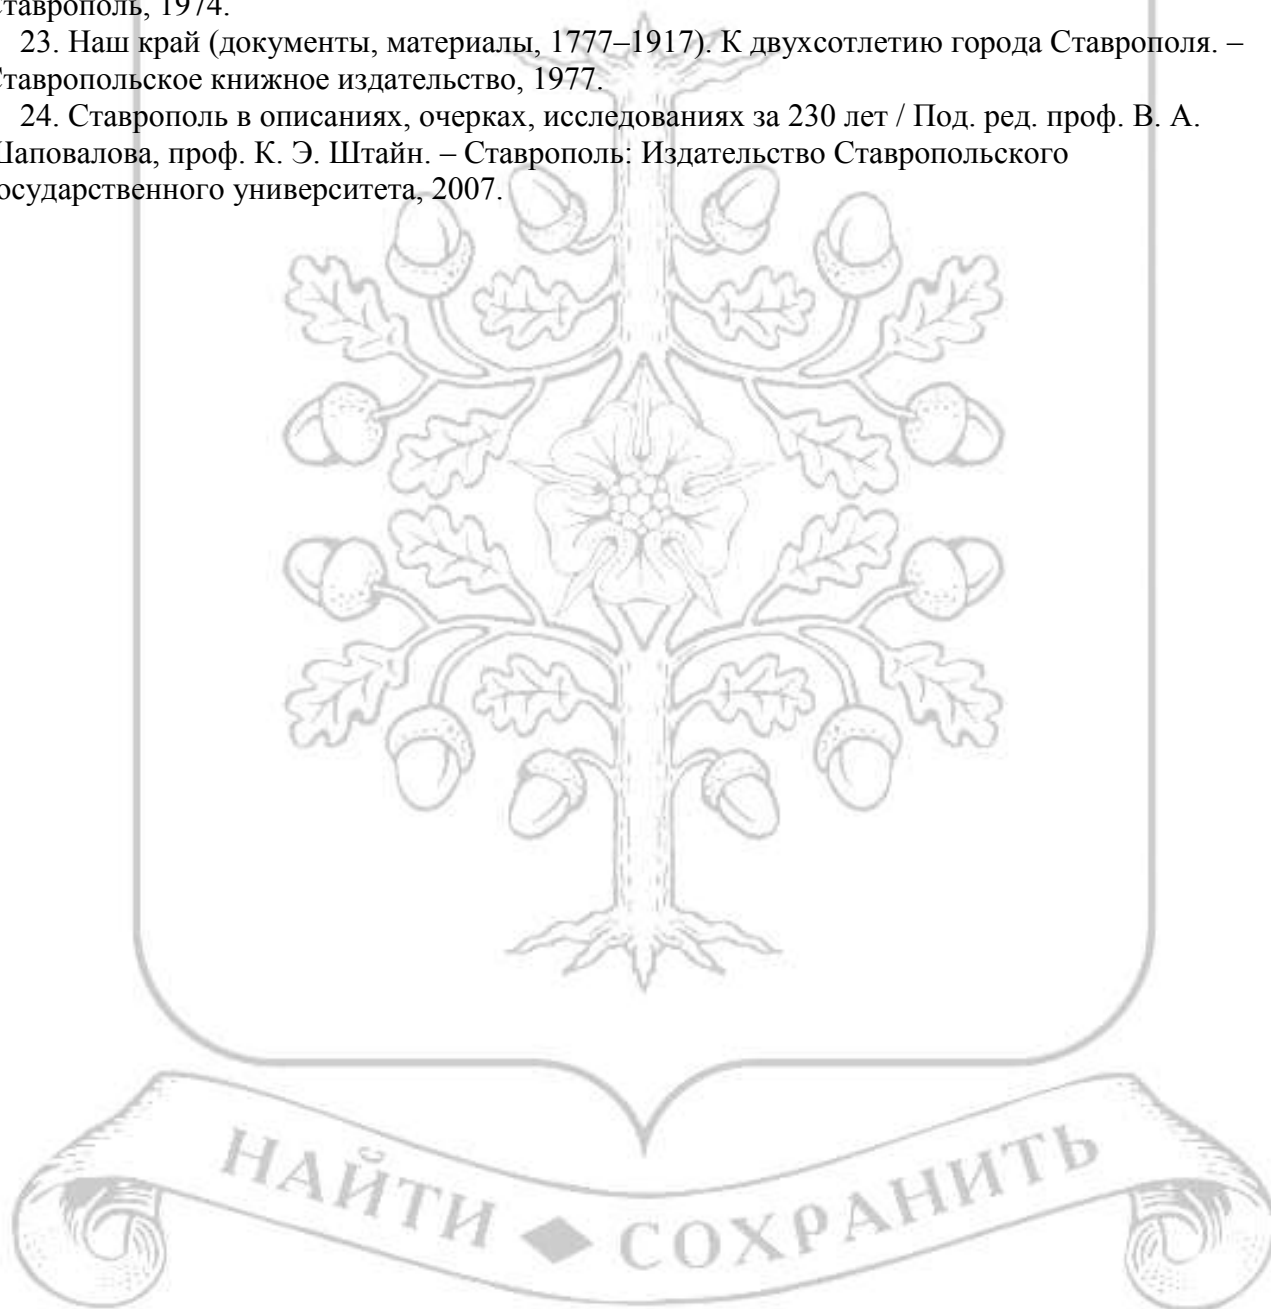 Ставрополь, 1974.
23. Наш край (документы, материалы, 1777–1917). К двухсотлетию города Ставрополя. –
Ставропольское книжное издательство, 1977.
24. Ставрополь в описаниях, очерках, исследованиях за 230 лет / Под. ред. проф. В. А.
Шаповалова, проф. К. Э. Штайн. – Ставрополь: Издательство Ставропольского
государственного университета, 2007.
НАЙТИ ◆ СОХРАНИТЬ